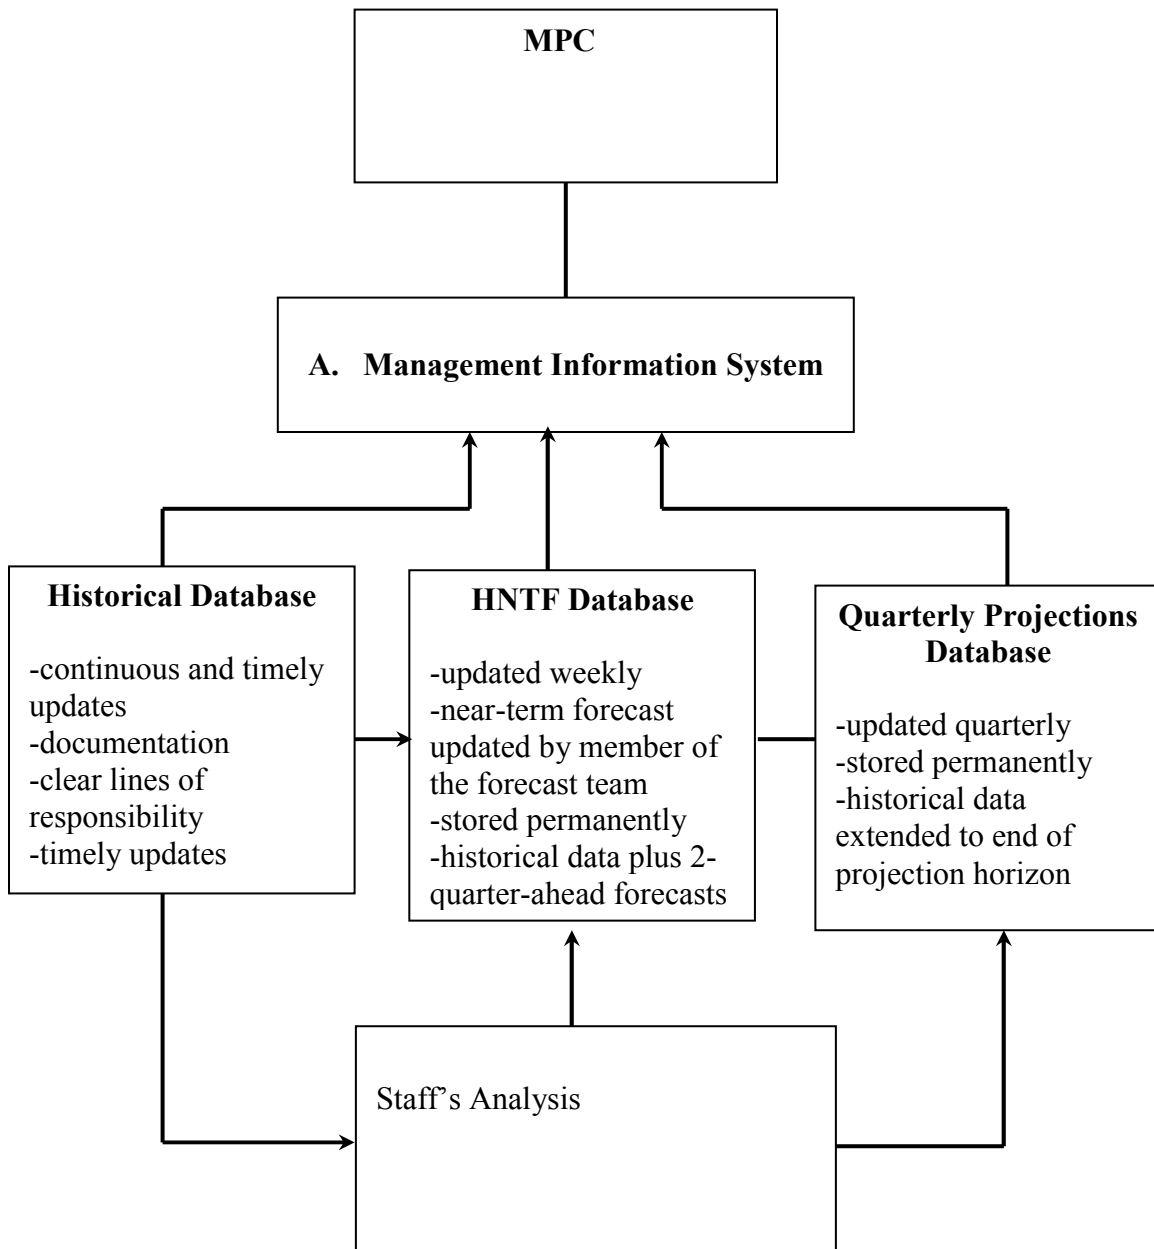 MPC
A. Management Information System
Historical Database
-continuous and timely
updates
-documentation
-clear lines of
responsibility
-timely updates
HNTF Database
-updated weekly
-near-term forecast
updated by member of
the forecast team
-stored permanently
-historical data plus 2-
quarter-ahead forecasts
Quarterly Projections
Database
-updated quarterly
-stored permanently
-historical data
extended to end of
projection horizon
Staff’s Analysis